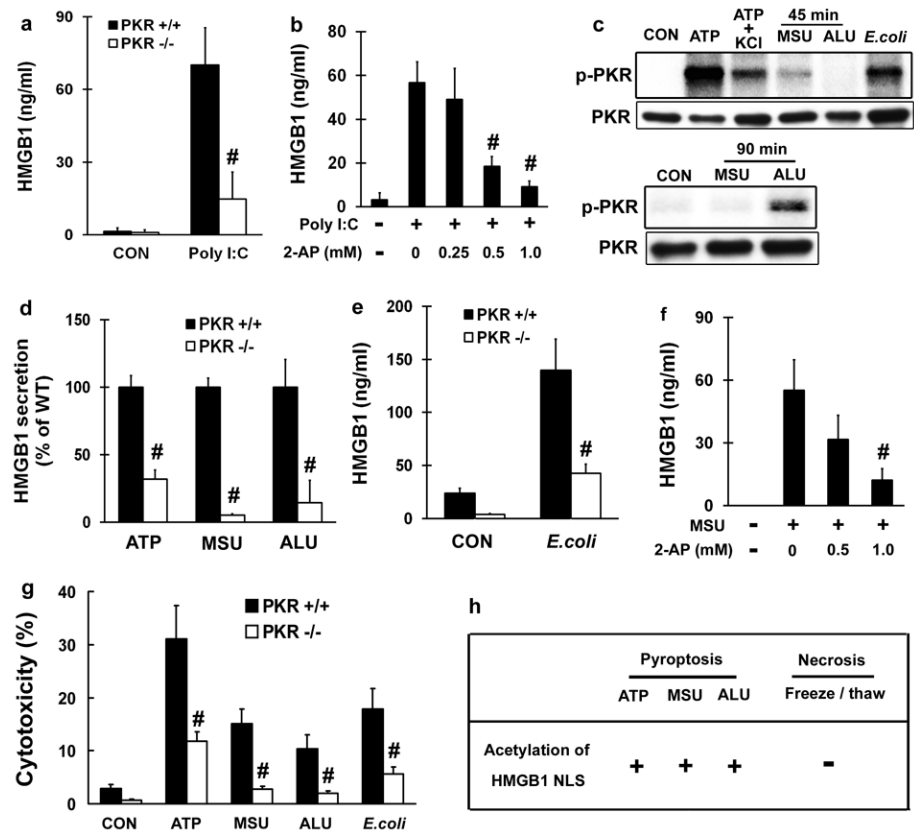 a
PKR +/+
PKR -/-
HMGB1 (ng/ml)
90
60
30
0
CON Poly I:C
#
b
HMGB1 (ng/ml)
80
60
40
20
0
# #
Poly I:C - + + + +
2-AP (mM) - 0 0.25 0.5 1.0
c
CON ATP ATP + KCl 45 min MSU ALU E.coli
p-PKR
PKR
90 min
CON MSU ALU
p-PKR
PKR
d
PKR +/+
PKR -/-
HMGB1 secretion
(% of WT)
150
100
50
0
# # #
ATP MSU ALU
e
PKR +/+
PKR -/-
HMGB1 (ng/ml)
200
150
100
50
0
#
CON E.coli
f
HMGB1 (ng/ml)
90
60
30
0
#
MSU - + + +
2-AP (mM) - 0 0.5 1.0
g
PKR +/+
PKR -/-
Cytotoxicity (%)
40
30
20
10
0
# # # #
CON ATP MSU ALU E.coli
h
Pyroptosis Necrosis
ATP MSU ALU Freeze / thaw
Acetylation of
HMGB1 NLS
+ + + -